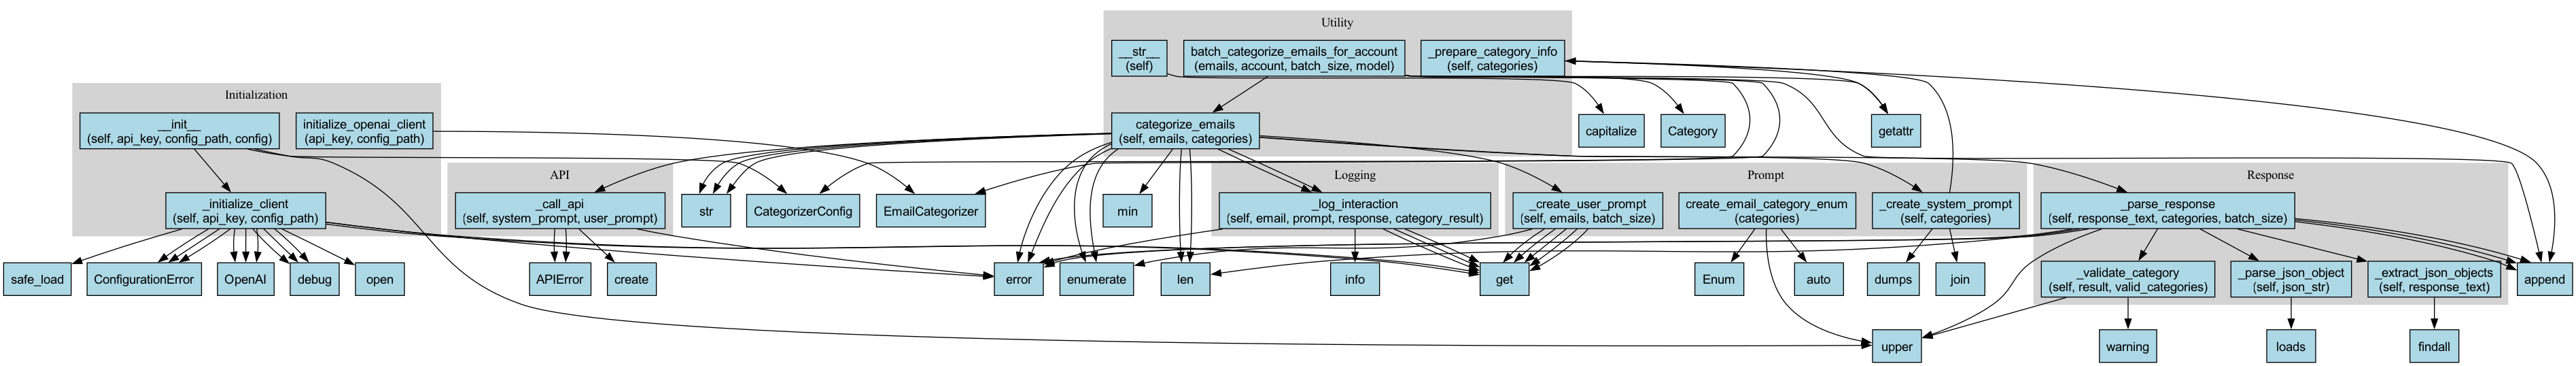 Utility
__str__
(self)
batch_categorize_emails_for_account
(emails, account, batch_size, model)
_prepare_category_info
(self, categories)
Initialization
__init__
(self, api_key, config_path, config)
initialize_openai_client
(api_key, config_path)
categorize_emails
(self, emails, categories)
capitalize
Category
getattr
API
Logging
Prompt
Response
_initialize_client
(self, api_key, config_path)
_call_api
(self, system_prompt, user_prompt)
str
CategorizerConfig
EmailCategorizer
min
_log_interaction
(self, email, prompt, response, category_result)
_create_user_prompt
(self, emails, batch_size)
create_email_category_enum
(categories)
_create_system_prompt
(self, categories)
_parse_response
(self, response_text, categories, batch_size)
safe_load
ConfigurationError
OpenAI
debug
open
APIError
create
error
enumerate
len
info
get
Enum
auto
dumps
join
_validate_category
(self, result, valid_categories)
_parse_json_object
(self, json_str)
_extract_json_objects
(self, response_text)
append
upper
warning
loads
findall